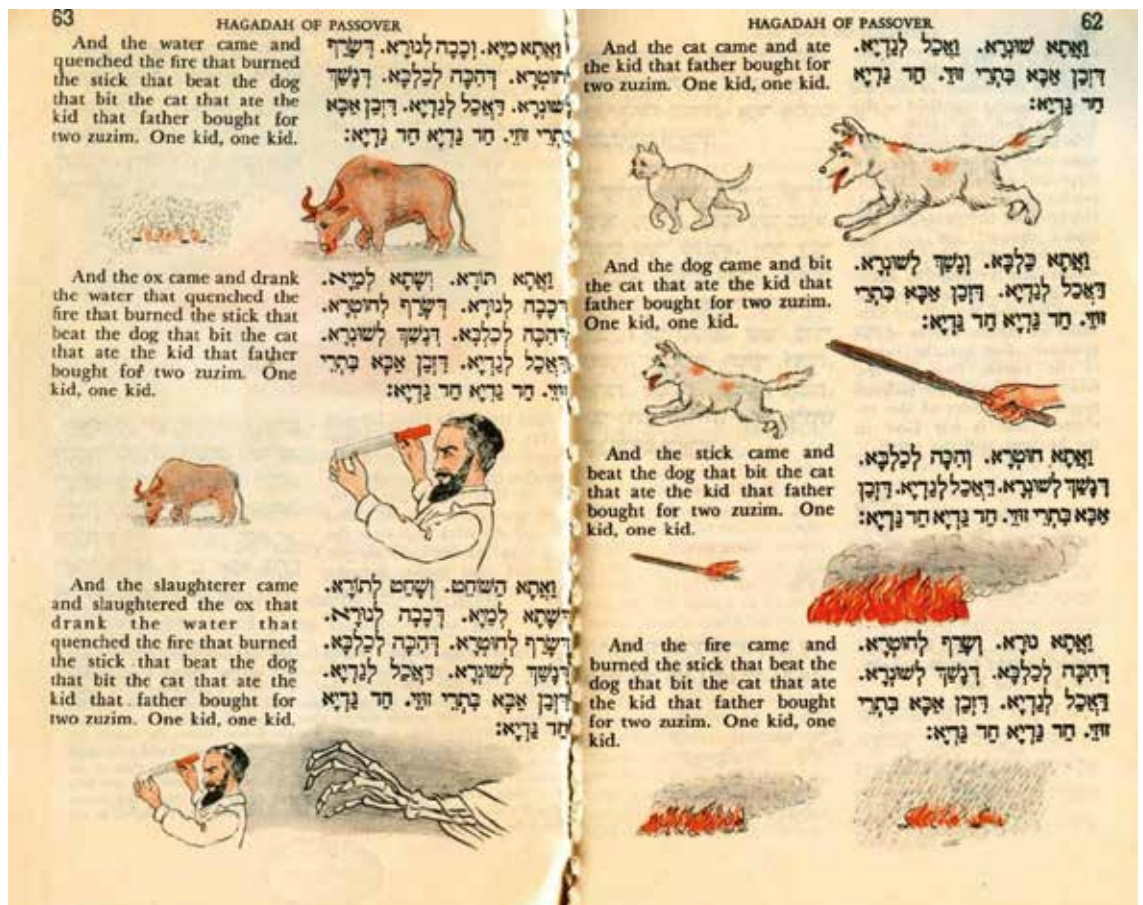 HAGADAH OF PASSOVER
62
And the cat came and ate
the kid that father bought for
two zuzim. One kid, one kid.
וְאָתָא שׁוּנְרָא. וְאָכַל לְגַדְיָא.
דְּזַבֵּן אַבָּא בִּתְרֵי זוּזֵי. חַד גַּדְיָא
חַד גַּדְיָא:
And the dog came and bit
the cat that ate the kid that
father bought for two zuzim.
One kid, one kid.
וְאָתָא כַלְבָּא. וְנָשַׁךְ לְשׁוּנְרָא.
דְּאָכַל לְגַדְיָא. דְּזַבֵּן אַבָּא בִּתְרֵי
זוּזֵי. חַד גַּדְיָא חַד גַּדְיָא:
And the stick came and
beat the dog that bit the cat
that ate the kid that father
bought for two zuzim. One
kid, one kid.
וְאָתָא חוּטְרָא. וְהִכָּה לְכַלְבָּא.
דְּנָשַׁךְ לְשׁוּנְרָא. דְּאָכַל לְגַדְיָא. דְּזַבֵּן
אַבָּא בִּתְרֵי זוּזֵי. חַד גַּדְיָא חַד גַּדְיָא:
And the fire came and
burned the stick that beat the
dog that bit the cat that ate
the kid that father bought
for two zuzim. One kid, one
kid.
וְאָתָא נוּרָא. וְשָׂרַף לְחוּטְרָא.
דְּהִכָּה לְכַלְבָּא. דְּנָשַׁךְ לְשׁוּנְרָא.
דְּאָכַל לְגַדְיָא. דְּזַבֵּן אַבָּא בִּתְרֵי
זוּזֵי. חַד גַּדְיָא חַד גַּדְיָא:
63
HAGADAH OF PASSOVER
And the water came and
quenched the fire that burned
the stick that beat the dog
that bit the cat that ate the
kid that father bought for
two zuzim. One kid, one kid.
וְאָתָא מַיָּא. וְכָבָה לְנוּרָא. דְּשָׂרַף
לְחוּטְרָא. דְּהִכָּה לְכַלְבָּא. דְּנָשַׁךְ
לְשׁוּנְרָא. דְּאָכַל לְגַדְיָא. דְּזַבֵּן אַבָּא
בִּתְרֵי זוּזֵי. חַד גַּדְיָא חַד גַּדְיָא:
And the ox came and drank
the water that quenched the
fire that burned the stick that
beat the dog that bit the cat
that ate the kid that father
bought for two zuzim. One
kid, one kid.
וְאָתָא תוֹרָא. וְשָׁתָא לְמַיָּא.
דְּכָבָה לְנוּרָא. דְּשָׂרַף לְחוּטְרָא.
דְּהִכָּה לְכַלְבָּא. דְּנָשַׁךְ לְשׁוּנְרָא.
דְּאָכַל לְגַדְיָא. דְּזַבֵּן אַבָּא בִּתְרֵי
זוּזֵי. חַד גַּדְיָא חַד גַּדְיָא:
And the slaughterer came
and slaughtered the ox that
drank the water that
quenched the fire that burned
the stick that beat the dog
that bit the cat that ate the
kid that father bought for
two zuzim. One kid, one kid.
וְאָתָא הַשּׁוֹחֵט. וְשָׁחַט לְתוֹרָא.
דְּשָׁתָא לְמַיָּא. דְּכָבָה לְנוּרָא.
דְּשָׂרַף לְחוּטְרָא. דְּהִכָּה לְכַלְבָּא.
דְּנָשַׁךְ לְשׁוּנְרָא. דְּאָכַל לְגַדְיָא.
דְּזַבֵּן אַבָּא בִּתְרֵי זוּזֵי. חַד גַּדְיָא
חַד גַּדְיָא: